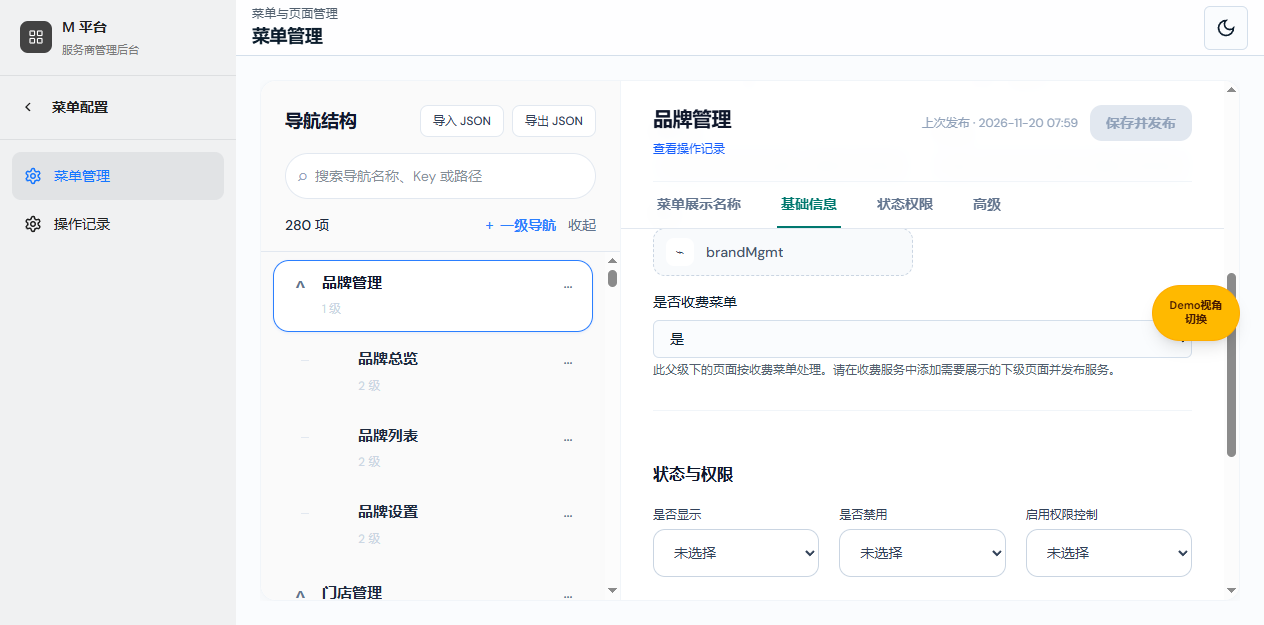 M 平台
服务商管理后台
菜单配置
菜单管理
操作记录
菜单与页面管理
菜单管理
导航结构
导入 JSON
导出 JSON
搜索导航名称、Key 或路径
280 项
+ 一级导航
收起
品牌管理
...
1 级
品牌总览
...
2 级
品牌列表
...
2 级
品牌设置
...
2 级
门店管理
...
品牌管理
查看操作记录
上次发布 · 2026-11-20 07:59
保存并发布
菜单展示名称
基础信息
状态权限
高级
brandMgmt
是否收费菜单
是
此父级下的页面按收费菜单处理。请在收费服务中添加需要展示的下级页面并发布服务。
Demo视角
切换
状态与权限
是否显示
是否禁用
启用权限控制
未选择
未选择
未选择